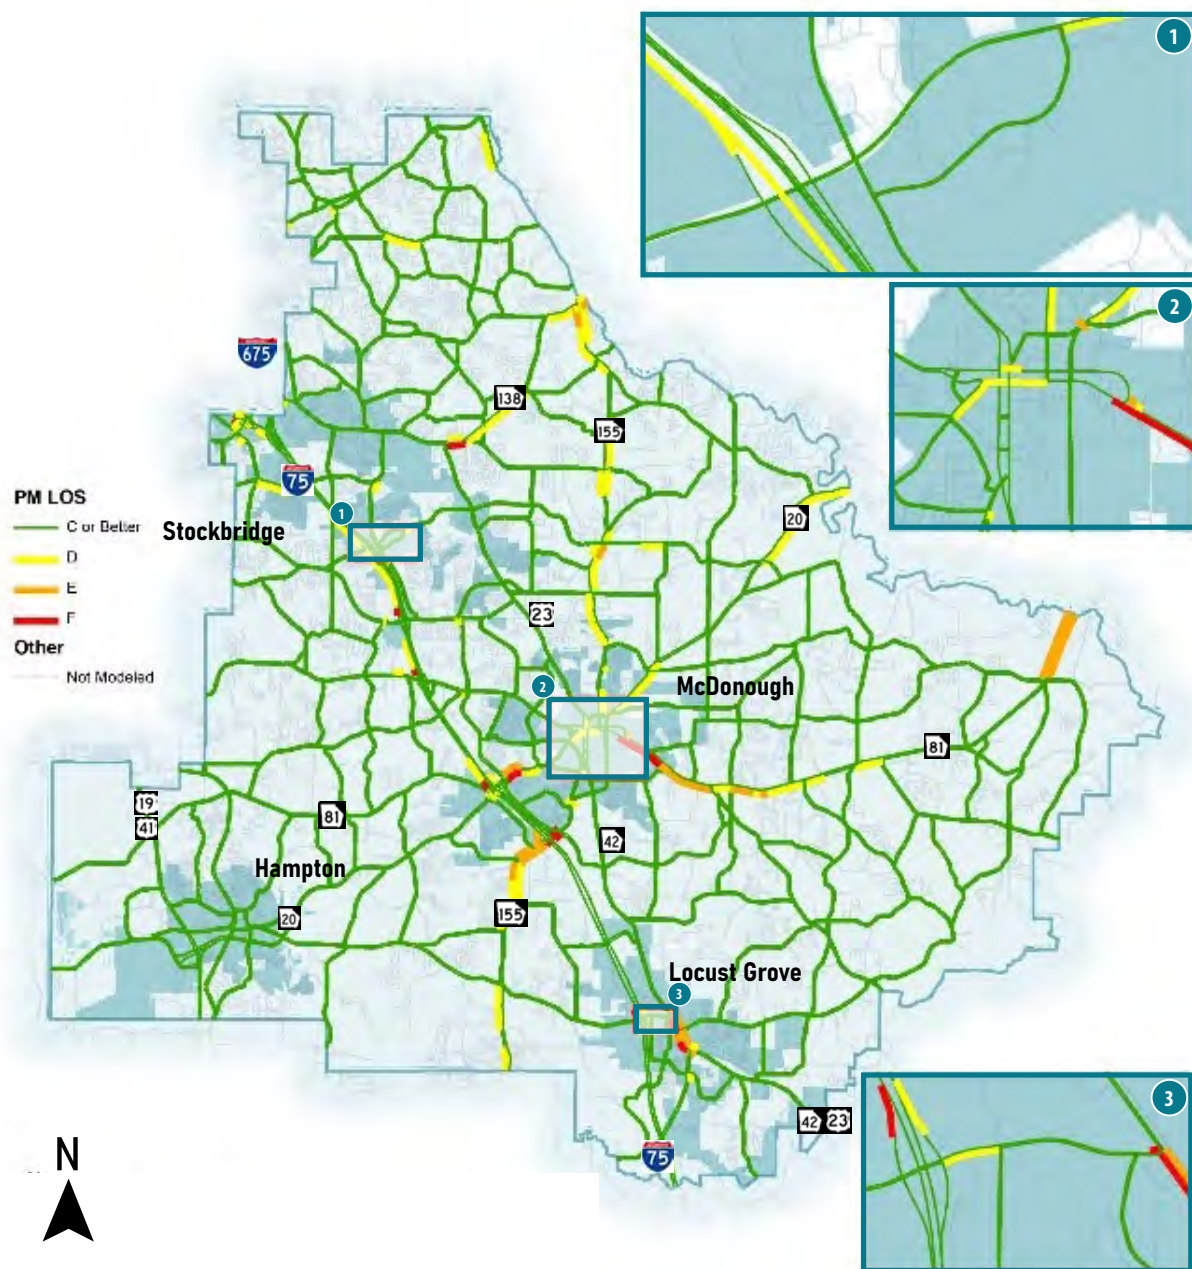 1
2
675
138
155
75
PM LOS
C or Better
D
E
F
Other
Not Modeled
Stockbridge
1
20
23
2
McDonough
81
19
41
81
42
Hampton
20
155
Locust Grove
3
42 23
75
3
N